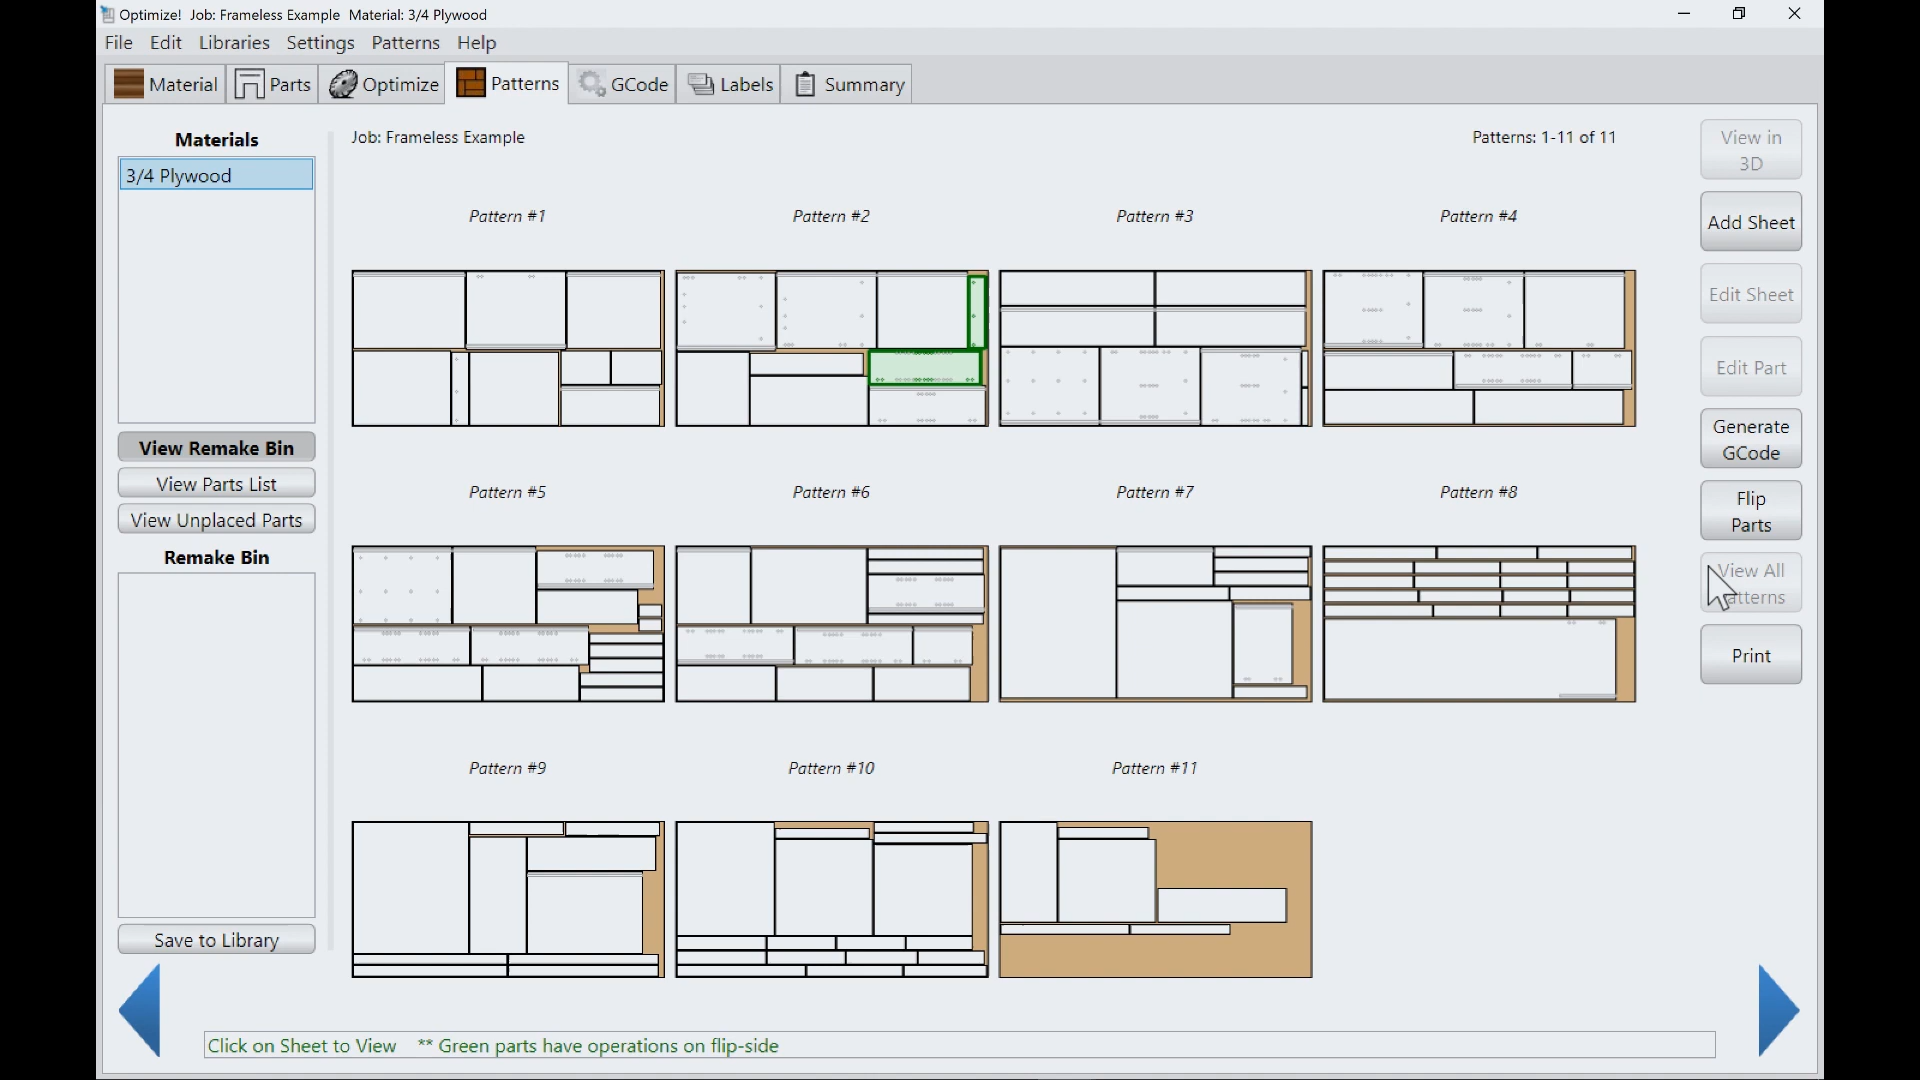 Optimize! Job: Frameless Example Material: 3/4 Plywood
File Edit Libraries Settings Patterns Help
Material Parts Optimize Patterns GCode Labels Summary
Materials
3/4 Plywood
View Remake Bin
View Parts List
View Unplaced Parts
Remake Bin
Save to Library
Job: Frameless Example
Patterns: 1-11 of 11
Pattern #1
Pattern #2
Pattern #3
Pattern #4
Pattern #5
Pattern #6
Pattern #7
Pattern #8
Pattern #9
Pattern #10
Pattern #11
View in
3D
Add Sheet
Edit Sheet
Edit Part
Generate
GCode
Flip
Parts
View All
Patterns
Print
Click on Sheet to View ** Green parts have operations on flip-side